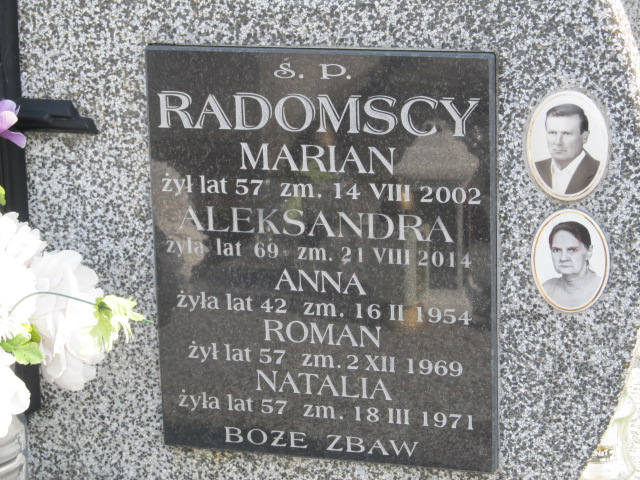 Ś. P.
RADOMSCY
MARIAN
żył lat 57 zm. 14 VIII 2002
ALEKSANDRA
żyła lat 69 zm. 21 VIII 2014
ANNA
żyła lat 42 zm. 16 II 1954
ROMAN
żył lat 57 zm. 2 XII 1969
NATALIA
żyła lat 57 zm. 18 III 1971
BOŻE ZBAW